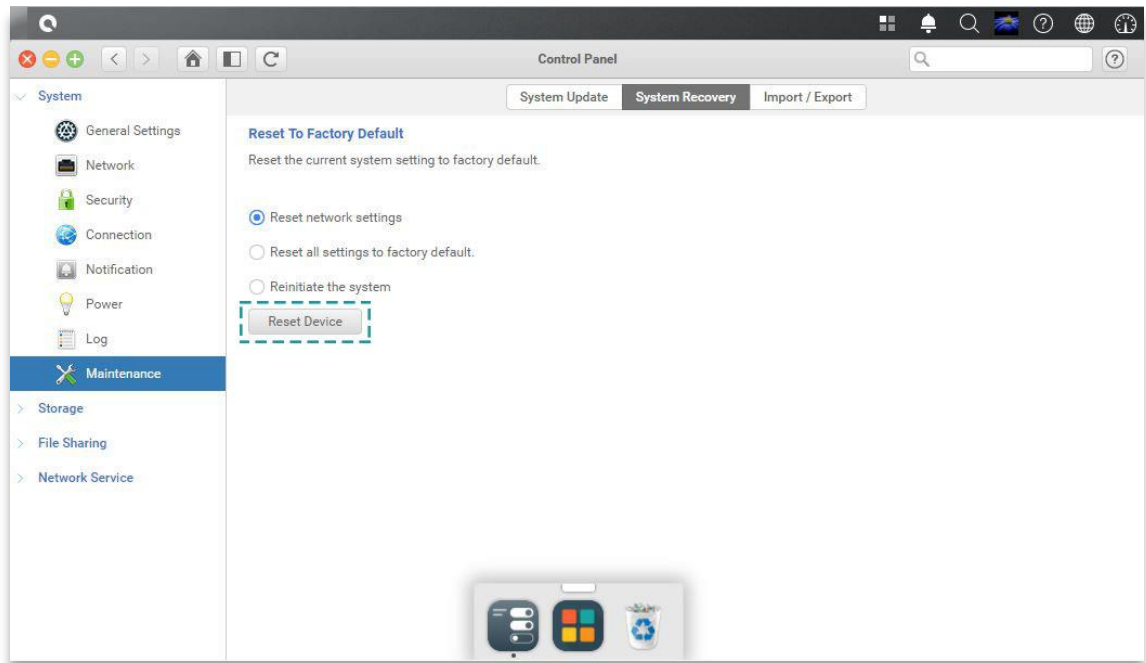 Control Panel
System
General Settings
Network
Security
Connection
Notification
Power
Log
Maintenance
Storage
File Sharing
Network Service
System Update
System Recovery
Import / Export
Reset To Factory Default
Reset the current system setting to factory default.
Reset network settings
Reset all settings to factory default.
Reinitiate the system
Reset Device